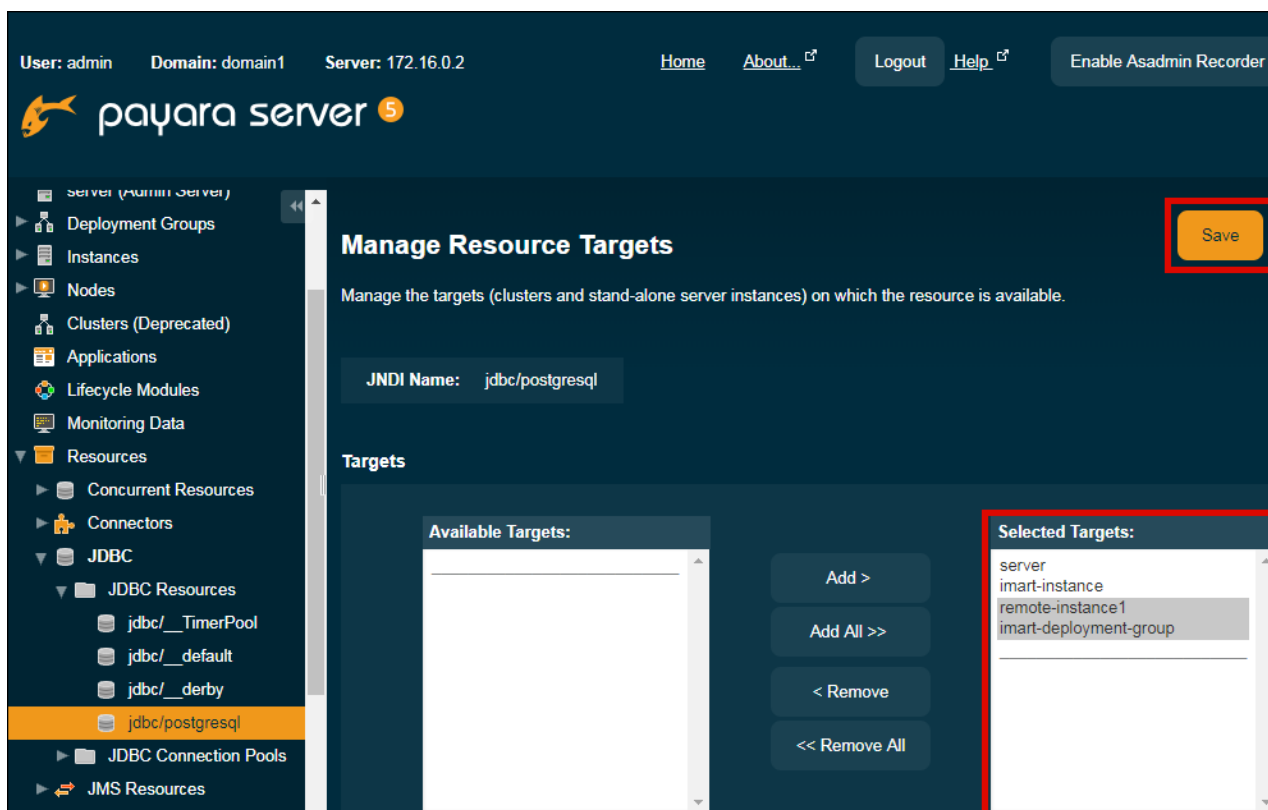 User: admin Domain: domain1 Server: 172.16.0.2 Home About... Logout Help Enable Asadmin Recorder
payara server 5
server (Admin Server)
Deployment Groups
Instances
Nodes
Clusters (Deprecated)
Applications
Lifecycle Modules
Monitoring Data
Resources
Concurrent Resources
Connectors
JDBC
JDBC Resources
jdbc/__TimerPool
jdbc/__default
jdbc/__derby
jdbc/postgresql
JDBC Connection Pools
JMS Resources
Save
Manage Resource Targets
Manage the targets (clusters and stand-alone server instances) on which the resource is available.
JNDI Name: jdbc/postgresql
Targets
Available Targets:
Add >
Add All >>
< Remove
<< Remove All
Selected Targets:
server
imart-instance
remote-instance1
imart-deployment-group